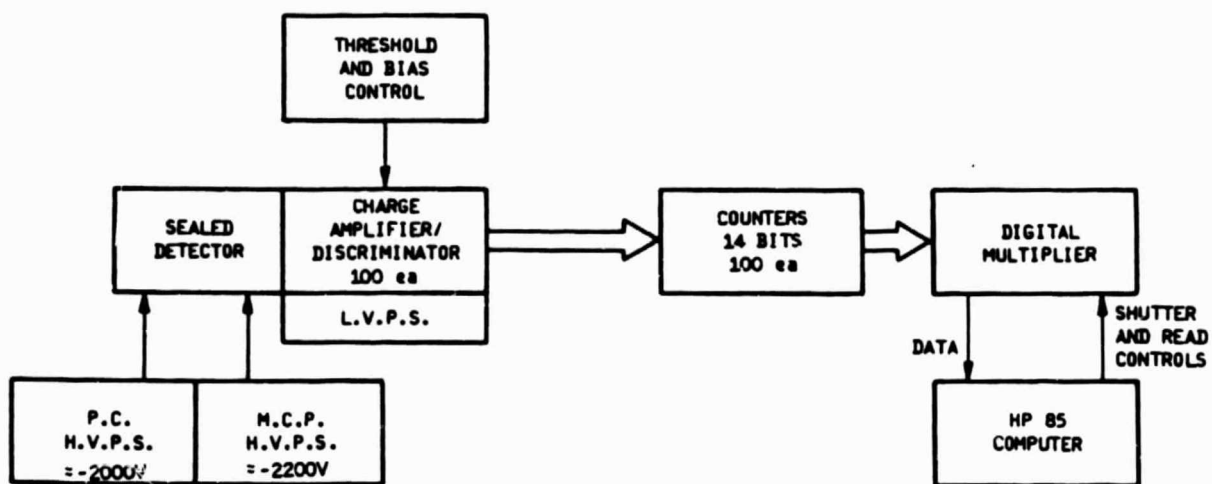 THRESHOLD
AND BIAS
CONTROL
SEALED
DETECTOR
CHARGE
AMPLIFIER/
DISCRIMINATOR
100 ea
L.V.P.S.
COUNTERS
14 BITS
100 ea
DIGITAL
MULTIPLIER
DATA
SHUTTER
AND READ
CONTROLS
P.C.
H.V.P.S.
≈-2000V
M.C.P.
H.V.P.S.
≈-2200V
HP 85
COMPUTER